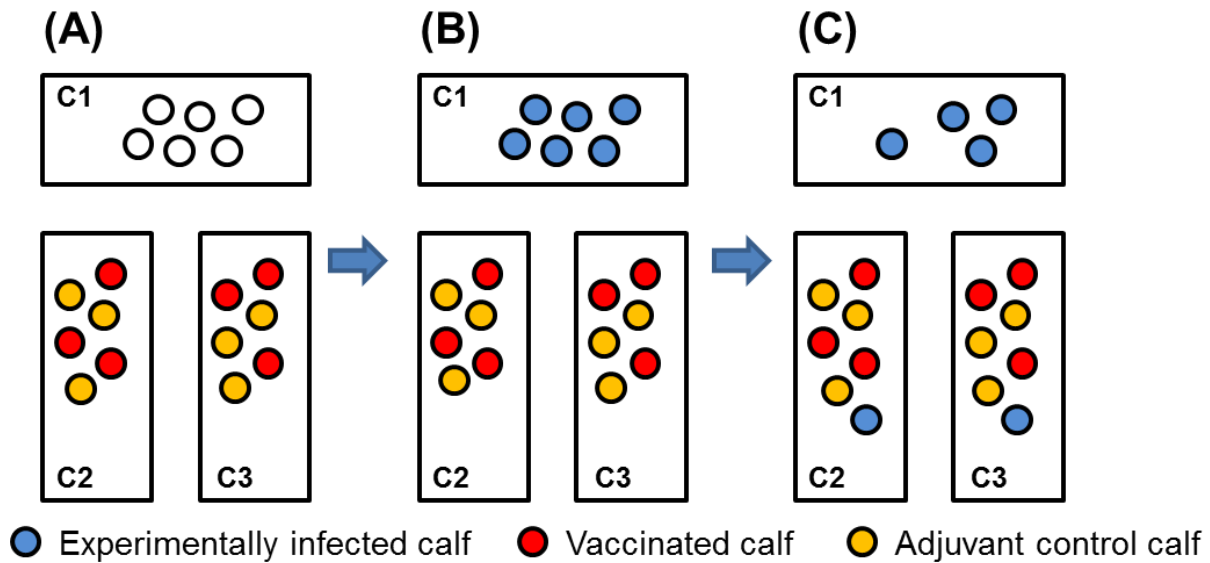 (A) (B) (C)
C1 C1 C1
C2 C3 C2 C3 C2 C3
Experimentally infected calf Vaccinated calf Adjuvant control calf